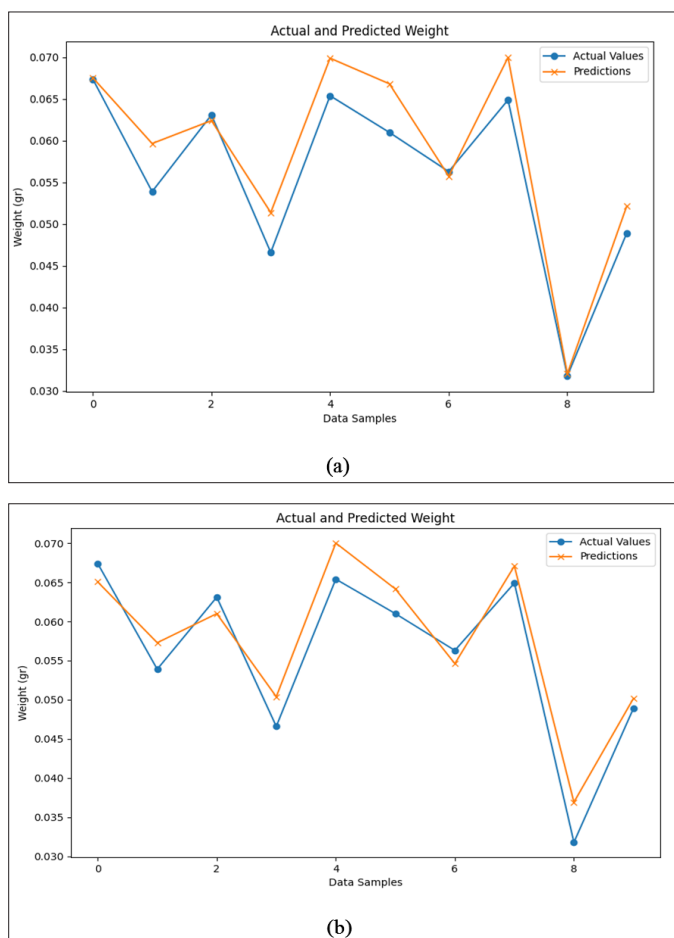 Actual and Predicted Weight
Actual Values
Predictions
0.070
0.065
0.060
0.055
0.050
0.045
0.040
0.035
0.030
Weight (gr)
0 2 4 6 8
Data Samples
(a)
Actual and Predicted Weight
Actual Values
Predictions
0.070
0.065
0.060
0.055
0.050
0.045
0.040
0.035
0.030
Weight (gr)
0 2 4 6 8
Data Samples
(b)